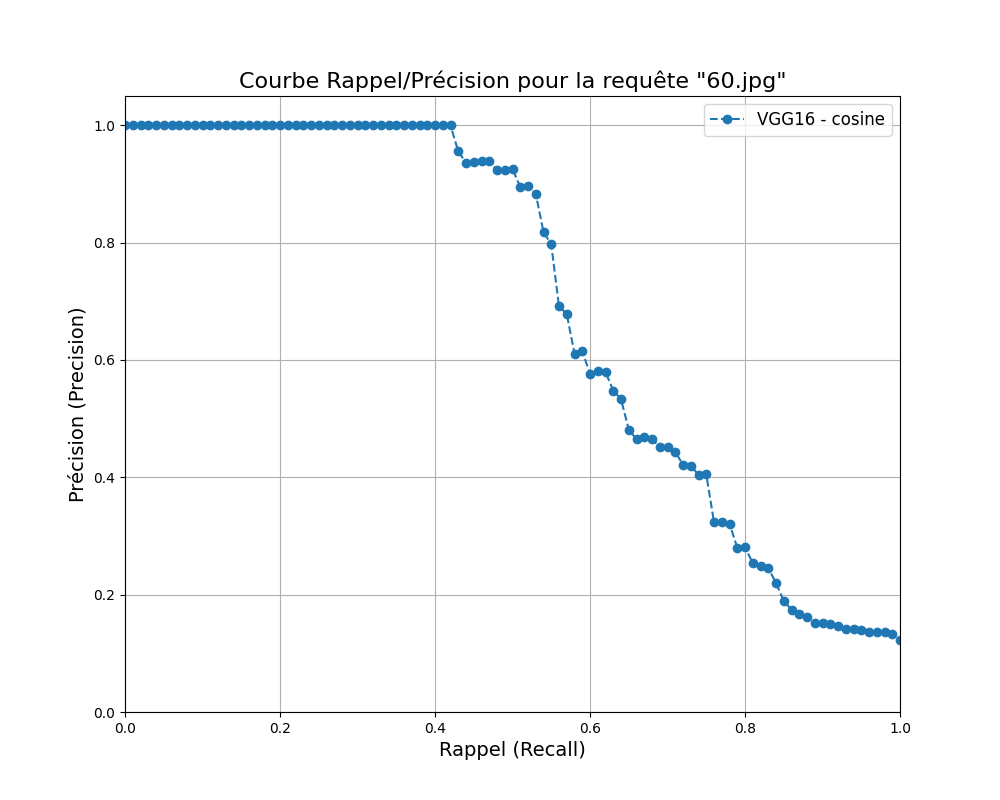 Courbe Rappel/Précision pour la requête "60.jpg"
VGG16 - cosine
1.0
0.8
0.6
0.4
0.2
0.0
Précision (Precision)
0.0 0.2 0.4 0.6 0.8 1.0
Rappel (Recall)